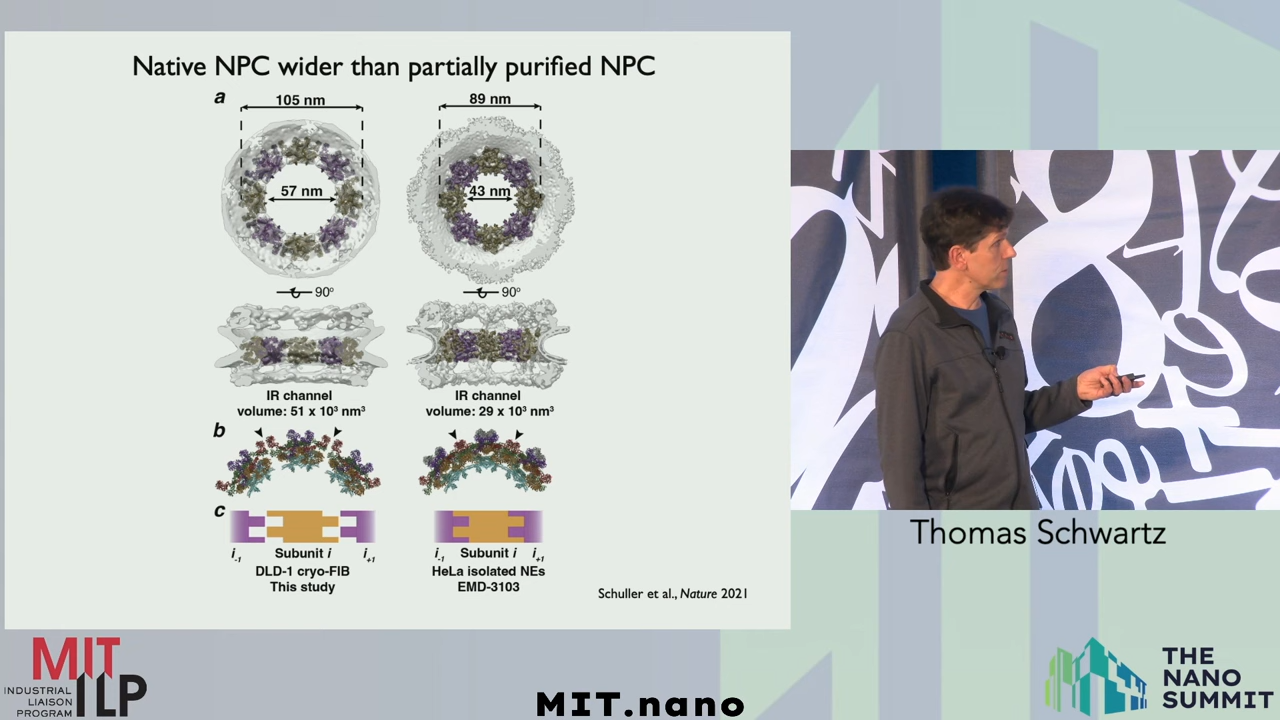 Native NPC wider than partially purified NPC
a
105 nm
89 nm
57 nm
43 nm
90º
90º
IR channel
volume: 51 x 10³ nm³
IR channel
volume: 29 x 10³ nm³
b
c
i-1
Subunit i
i+1
i-1
Subunit i
i+1
DLD-1 cryo-FIB
This study
HeLa isolated NEs
EMD-3103
Schuller et al., Nature 2021
Thomas Schwartz
MIT
ILP
INDUSTRIAL
LIAISON
PROGRAM
MIT.nano
THE
NANO
SUMMIT